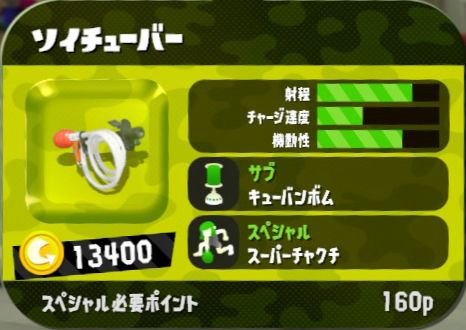 ソイチューバー
射程
チャージ速度
機動性
サブ
キューバンボム
スペシャル
スーパーチャクチ
13400
スペシャル必要ポイント 160p